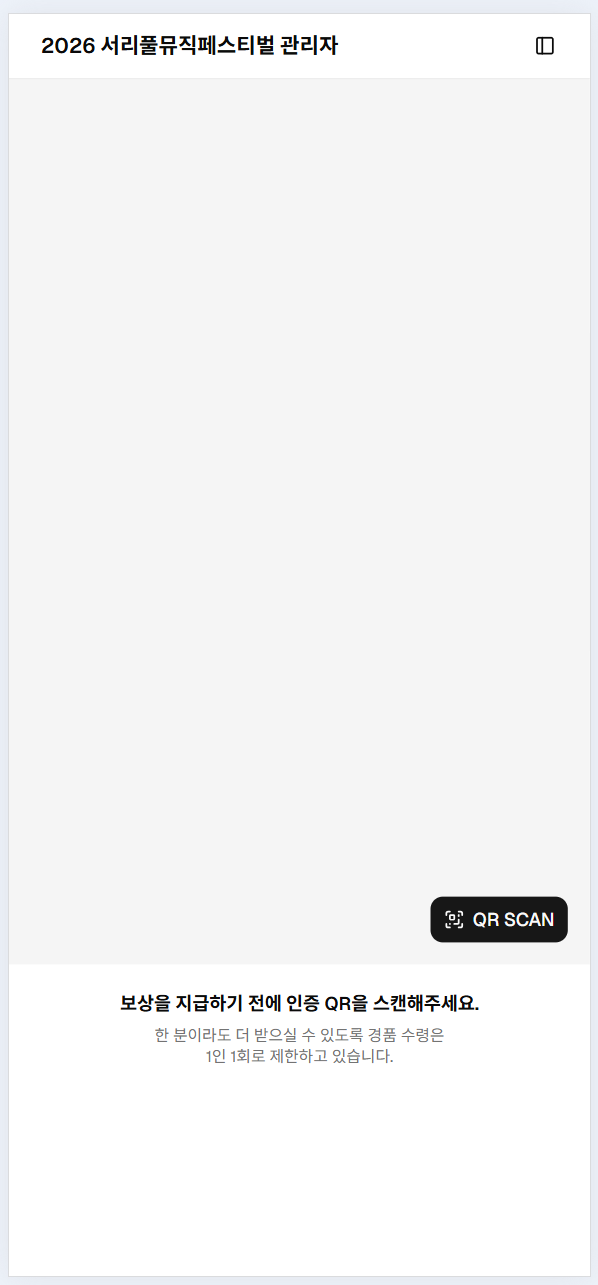 2026 서리풀뮤직페스티벌 관리자
QR SCAN
보상을 지급하기 전에 인증 QR을 스캔해주세요.
한 분이라도 더 받으실 수 있도록 경품 수령은
1인 1회로 제한하고 있습니다.